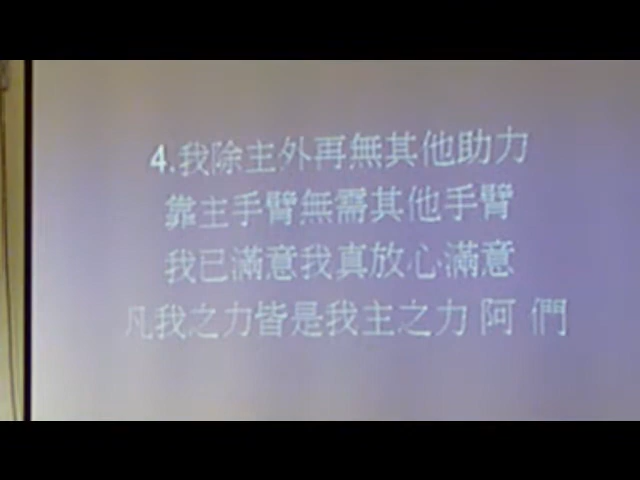 4.我除主外再無其他助力
靠主手臂無需其他手臂
我已滿意我真放心滿意
凡我之力皆是我主之力 阿 們